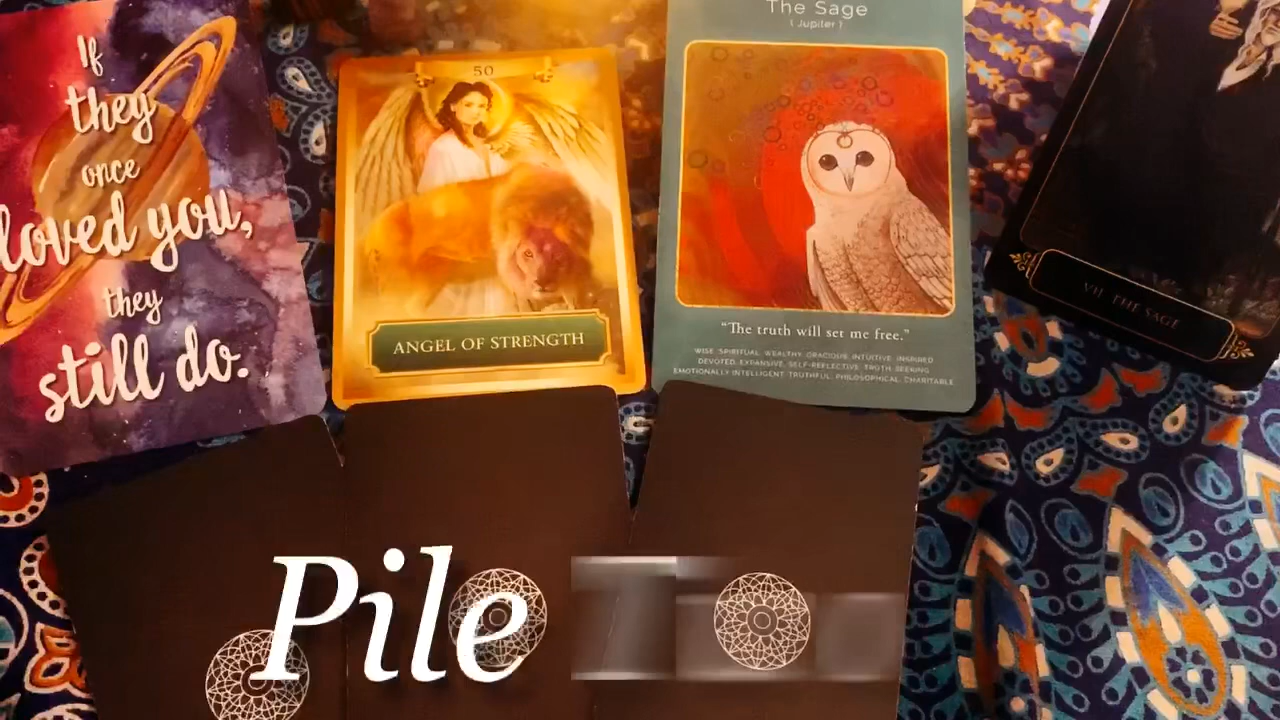 If
they
once
loved you,
they
still do.
50
ANGEL OF STRENGTH
The Sage
( Jupiter )
"The truth will set me free."
WISE, SPIRITUAL, WEALTHY, GRACIOUS, INTUITIVE, INSPIRED
DEVOTED, EXPANSIVE, SELF-REFLECTIVE, TRUTH SEEKING
EMOTIONALLY INTELLIGENT, TRUTHFUL, PHILOSOPHICAL, CHARITABLE
VII. THE SAGE
Pile